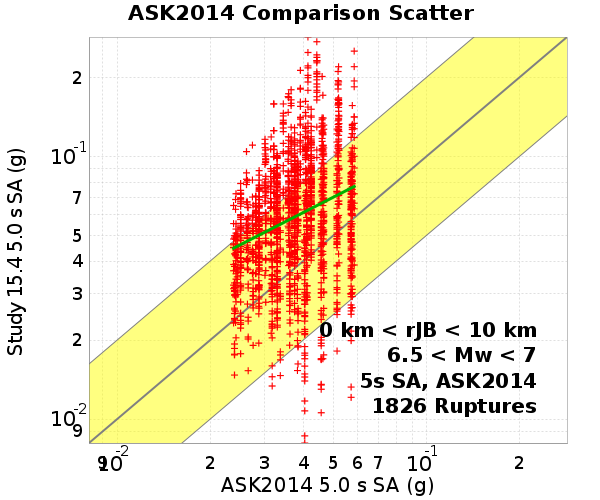 ASK2014 Comparison Scatter
Study 15.4 5.0 s SA (g)
2
10-1
7
5
4
3
2
10-2
9
0 km < rJB < 10 km
6.5 < Mw < 7
5s SA, ASK2014
1826 Ruptures
9 10-2 2 3 4 5 6 7 10-1 2
ASK2014 5.0 s SA (g)